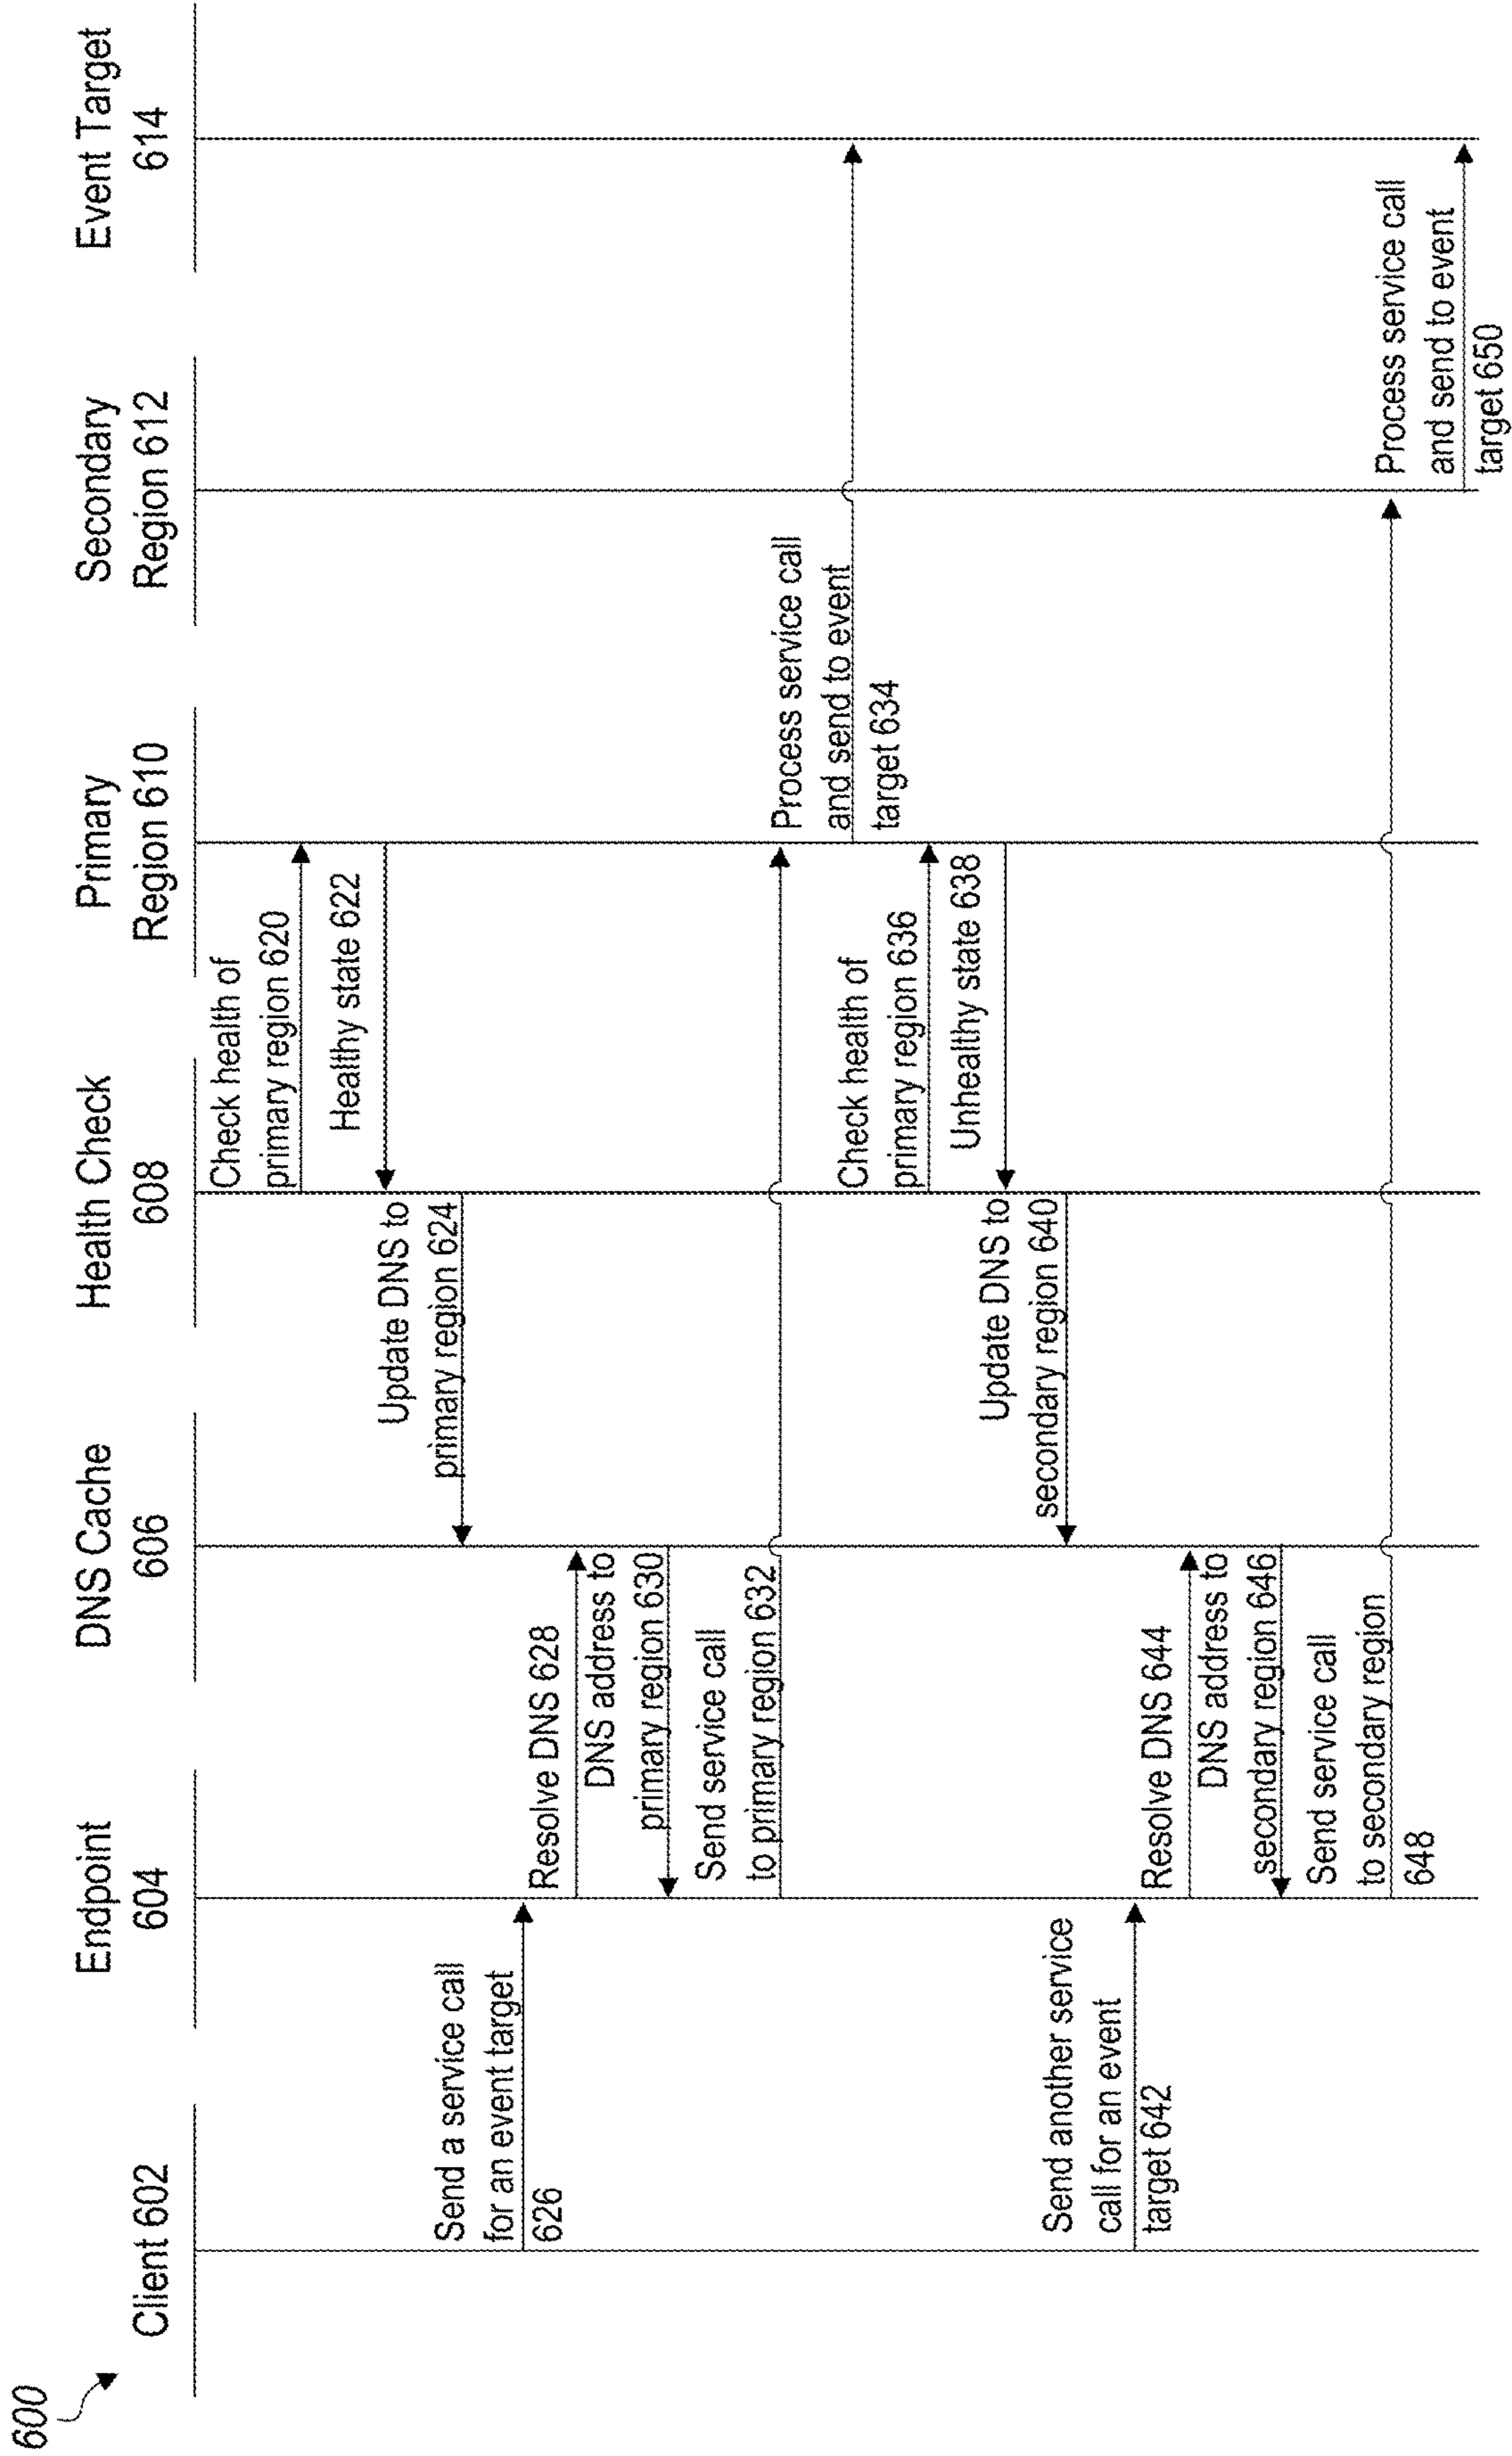 600
Client 602
Endpoint
604
DNS Cache
606
Health Check
608
Primary
Region 610
Secondary
Region 612
Event Target
614
Check health of
primary region 620
Healthy state 622
Update DNS to
primary region 624
Send a service call
for an event target
626
Resolve DNS 628
DNS address to
primary region 630
Send service call
to primary region 632
Process service call
and send to event
target 634
Check health of
primary region 636
Unhealthy state 638
Update DNS to
secondary region 640
Send another service
call for an event
target 642
Resolve DNS 644
DNS address to
secondary region 646
Send service call
to secondary region
648
Process service call
and send to event
target 650